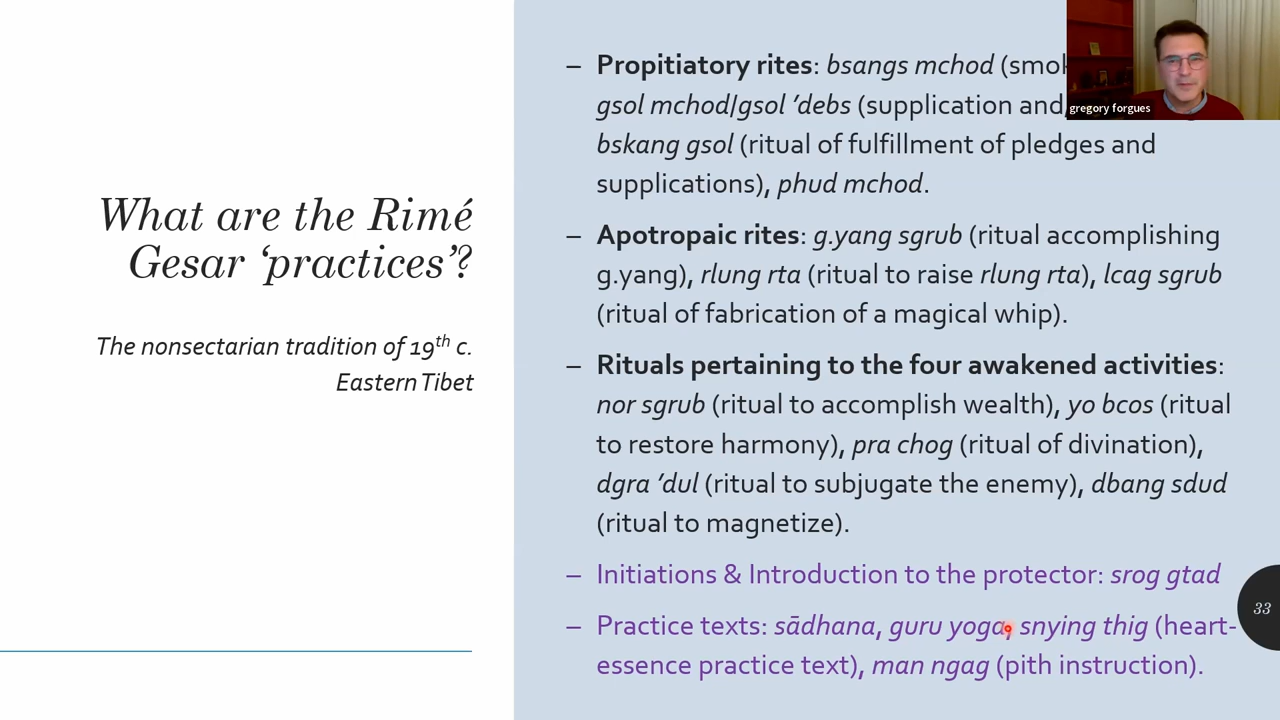 What are the Rimé
Gesar ‘practices’?
The nonsectarian tradition of 19th c.
Eastern Tibet
– Propitiatory rites: bsangs mchod
gsol mchod/gsol ’debs (supplication
bskang gsol (ritual of fulfillment of pledges and
supplications), phud mchod.
– Apotropaic rites: g.yang sgrub (ritual accomplishing
g.yang), rlung rta (ritual to raise rlung rta), lcag sgrub
(ritual of fabrication of a magical whip).
– Rituals pertaining to the four awakened activities:
nor sgrub (ritual to accomplish wealth), yo bcos (ritual
to restore harmony), pra chog (ritual of divination),
dgra ’dul (ritual to subjugate the enemy), dbang sdud
(ritual to magnetize).
– Initiations & Introduction to the protector: srog gtad
– Practice texts: sādhana, guru yoga, snying thig (heart-
essence practice text), man ngag (pith instruction).
gregory forgues
33